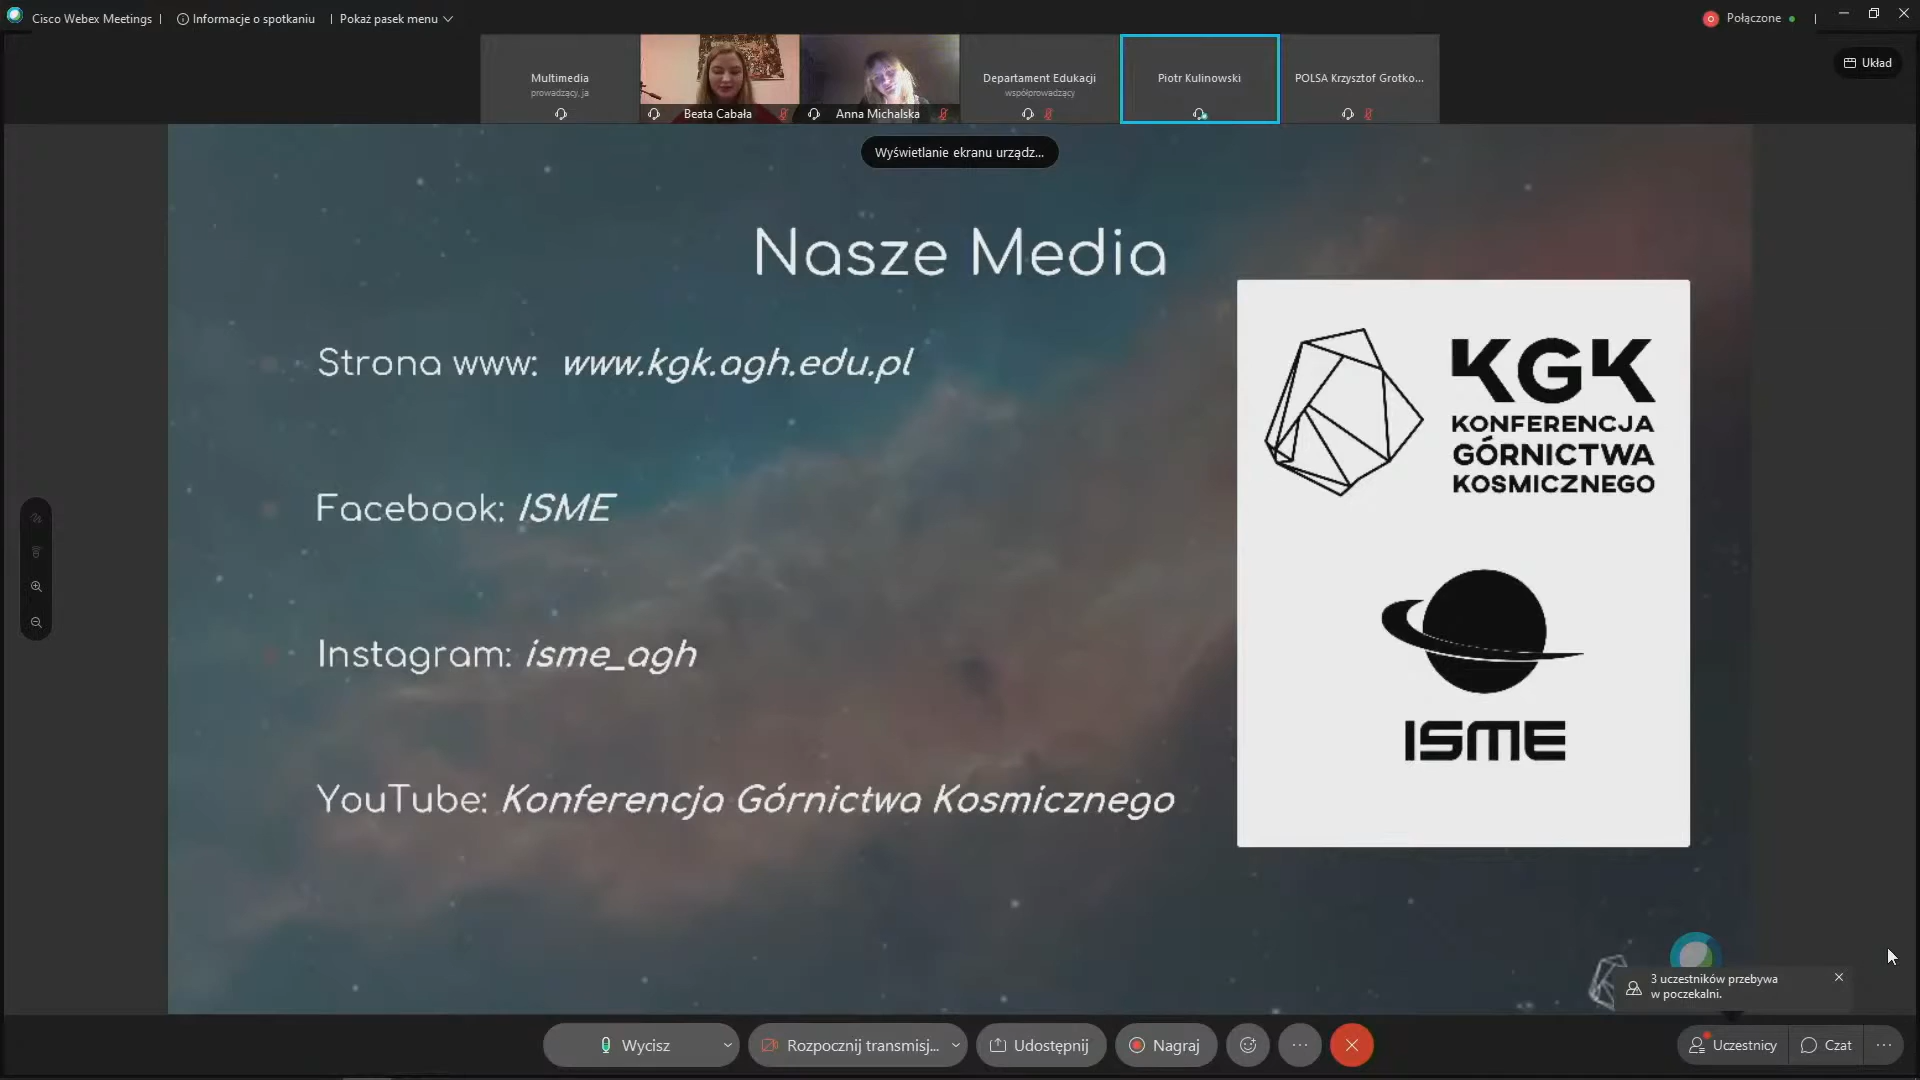 Cisco Webex Meetings | Informacje o spotkaniu | Pokaż pasek menu
Połączone
Multimedia
prowadzący, ja
Beata Cabała
Anna Michalska
Departament Edukacji
współprowadzący
Piotr Kulinowski
POLSA Krzysztof Grotko...
Układ
Wyświetlanie ekranu urządz...
Nasze Media
Strona www: www.kgk.agh.edu.pl
Facebook: ISME
Instagram: isme_agh
YouTube: Konferencja Górnictwa Kosmicznego
KGK
KONFERENCJA
GÓRNICTWA
KOSMICZNEGO
ISME
3 uczestników przebywa
w poczekalni.
Wycisz
Rozpocznij transmisj...
Udostępnij
Nagraj
Uczestnicy
Czat